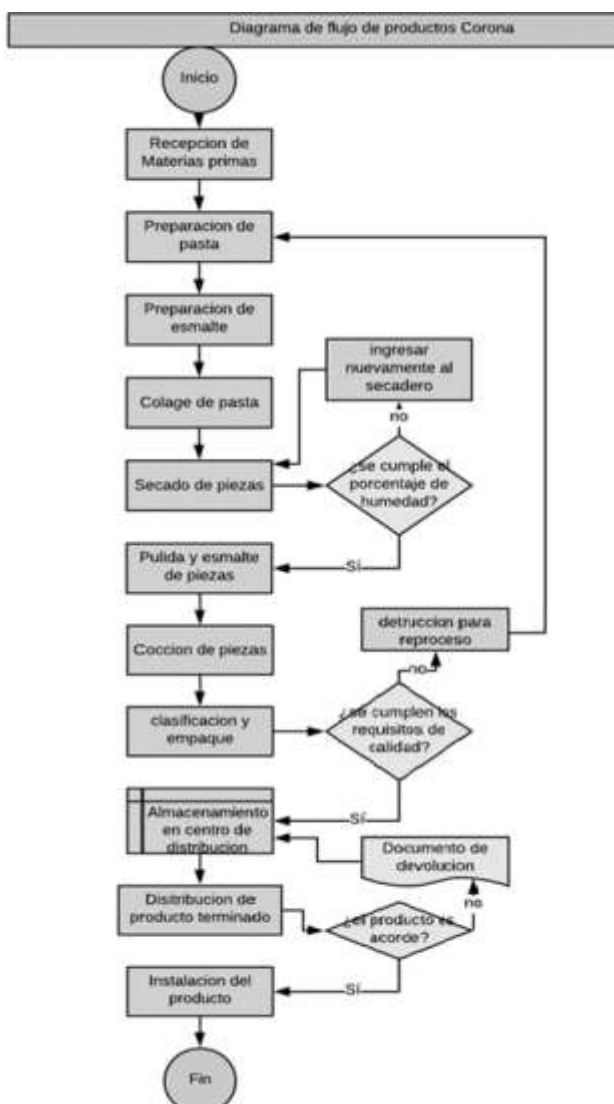 Diagrama de flujo de productos Corona
Inicio
Recepcion de
Materias primas
Preparacion de
pasta
Preparacion de
esmalte
ingresar
nuevamente al
secadero
Colage de pasta
no
¿se cumple el
porcentaje de
humedad?
Secado de piezas
Sí
Pulida y esmalte
de piezas
detruccion para
reproceso
Coccion de piezas
no
¿se cumplen los
requisitos de
calidad?
clasificacion y
empaque
Sí
Almacenamiento
en centro de
distribucion
Documento de
devolucion
no
Distribucion de
producto terminado
¿el producto es
acorde?
Instalacion del
producto
Sí
Fin